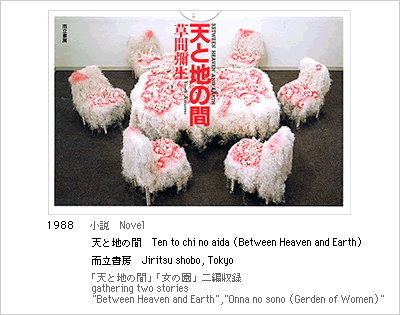 而立書房
BETWEEN HEAVEN AND EARTH
天と地の間
草間彌生
1988 小説 Novel
天と地の間 Ten to chi no aida (Between Heaven and Earth)
而立書房 Jiritsu shobo, Tokyo
「天と地の間」「女の園」二編収録
gathering two stories
"Between Heaven and Earth","Onna no sono (Gerden of Women)"